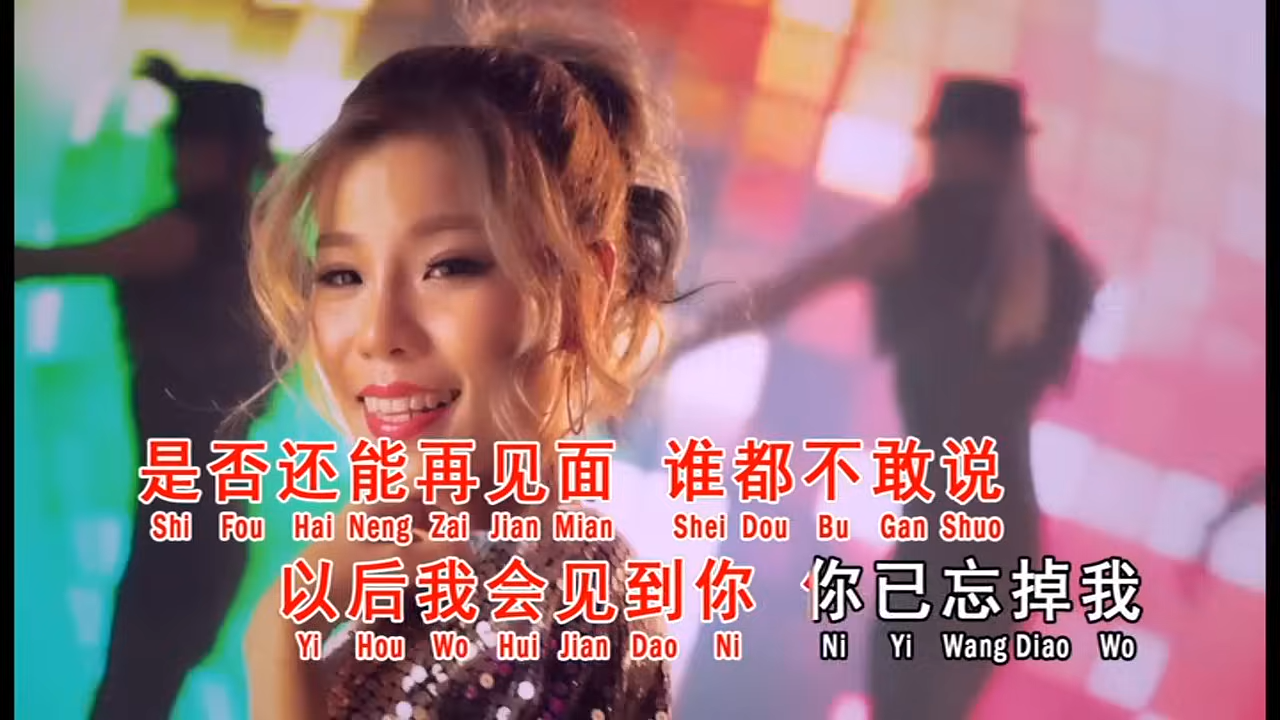 是否还能再见面 谁都不敢说
Shi Fou Hai Neng Zai Jian Mian Shei Dou Bu Gan Shuo
以后我会见到你 你已忘掉我
Yi Hou Wo Hui Jian Dao Ni Ni Yi Wang Diao Wo